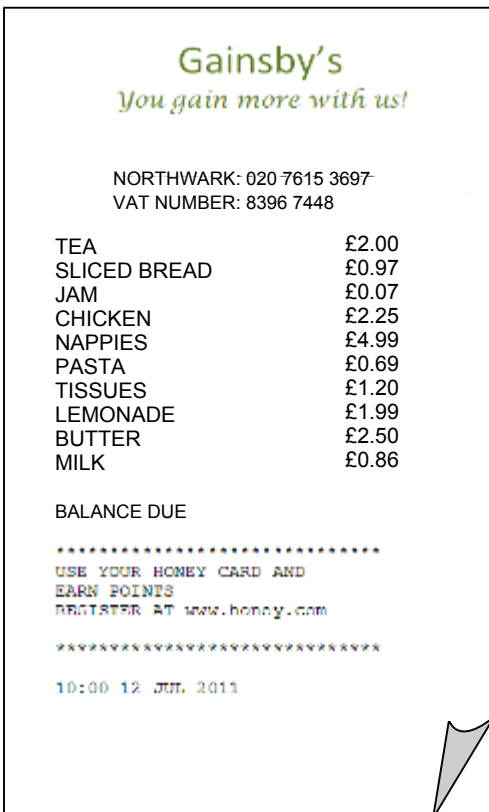 Gainsby's
You gain more with us!
NORTHWARK: 020 7615 3697
VAT NUMBER: 8396 7448
TEA £2.00
SLICED BREAD £0.97
JAM £0.07
CHICKEN £2.25
NAPPIES £4.99
PASTA £0.69
TISSUES £1.20
LEMONADE £1.99
BUTTER £2.50
MILK £0.86
BALANCE DUE
******************************
USE YOUR HONEY CARD AND
EARN POINTS
REGISTER AT www.honey.com
******************************
10:00 12 JUL 2011